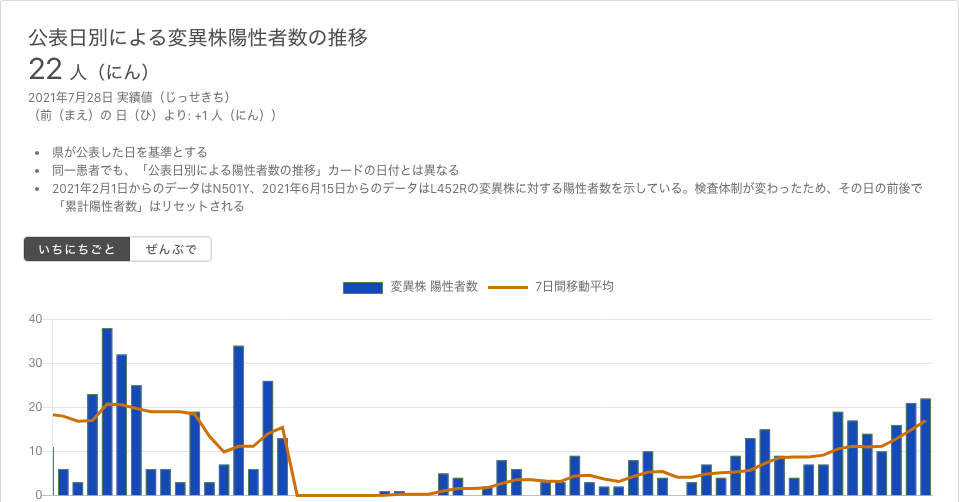 公表日別による変異株陽性者数の推移
22 人（にん）
2021年7月28日 実績値（じっせきち）
（前（まえ）の 日（ひ）より: +1 人（にん））
• 県が公表した日を基準とする
• 同一患者でも、「公表日別による陽性者数の推移」カードの日付とは異なる
• 2021年2月1日からのデータはN501Y、2021年6月15日からのデータはL452Rの変異株に対する陽性者数を示している。検査体制が変わったため、その日の前後で
「累計陽性者数」はリセットされる
いちにちごと ぜんぶで
変異株 陽性者数 7日間移動平均
40
30
20
10
0